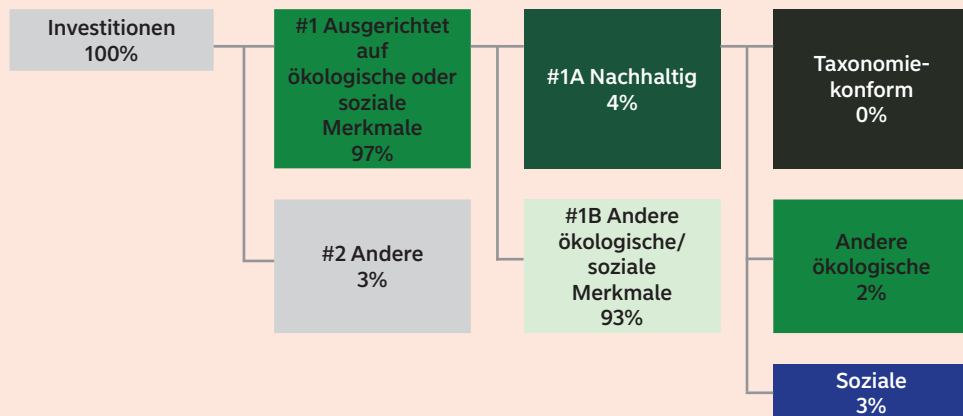 Investitionen
100%
#1 Ausgerichtet
auf
ökologische oder
soziale
Merkmale
97%
#2 Andere
3%
#1A Nachhaltig
4%
#1B Andere
ökologische/
soziale
Merkmale
93%
Taxonomie-
konform
0%
Andere
ökologische
2%
Soziale
3%